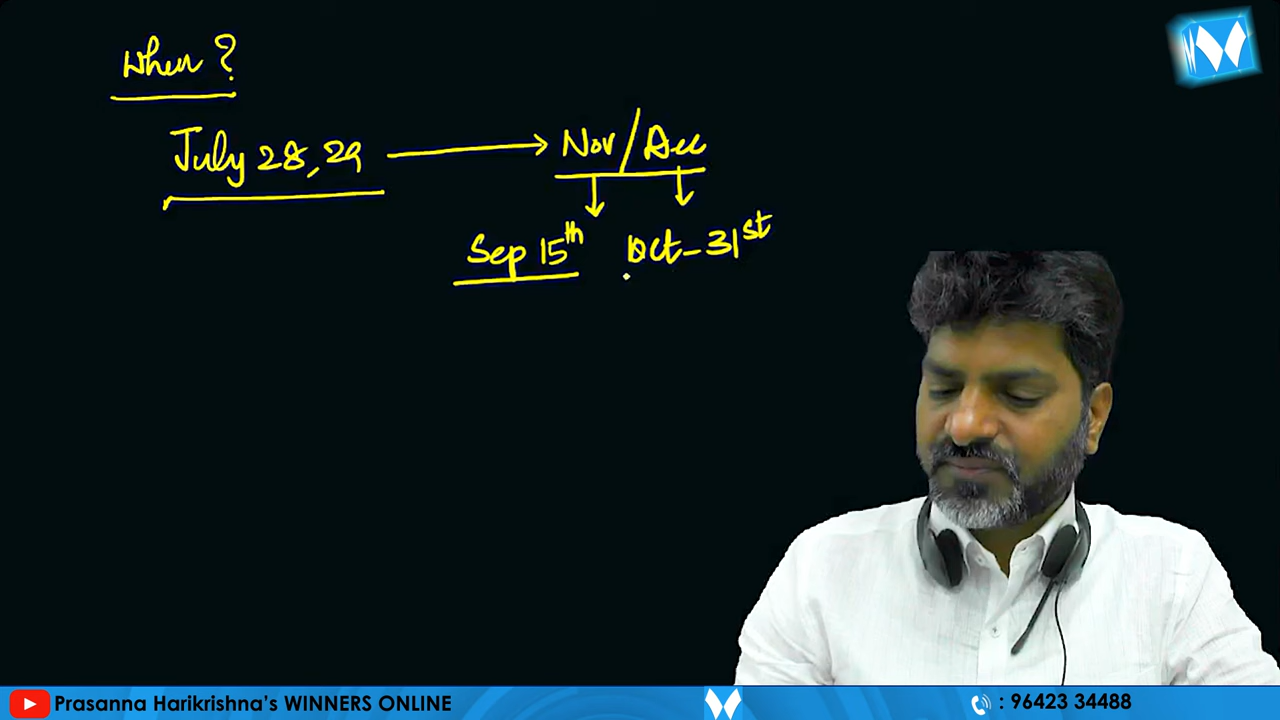 When ?
July 28, 29 → Nov / Dec
Sep 15th Oct - 31st
Prasanna Harikrishna's WINNERS ONLINE
W
: 96423 34488